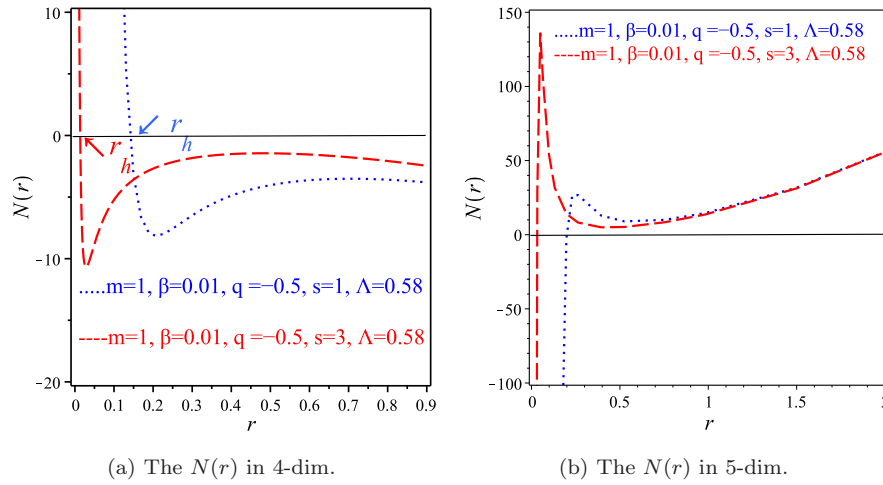 10
0
−10
−20
N(r)
0
0.1
0.2
0.3
0.4
0.5
0.6
0.7
0.8
0.9
r
r
h
r
h
.....m=1, β=0.01, q =−0.5, s=1, Λ=0.58
----m=1, β=0.01, q =−0.5, s=3, Λ=0.58
(a) The N(r) in 4-dim.
150
100
50
0
−50
−100
N(r)
.....m=1, β=0.01, q =−0.5, s=1, Λ=0.58
----m=1, β=0.01, q =−0.5, s=3, Λ=0.58
0
0.5
1
1.5
r
(b) The N(r) in 5-dim.